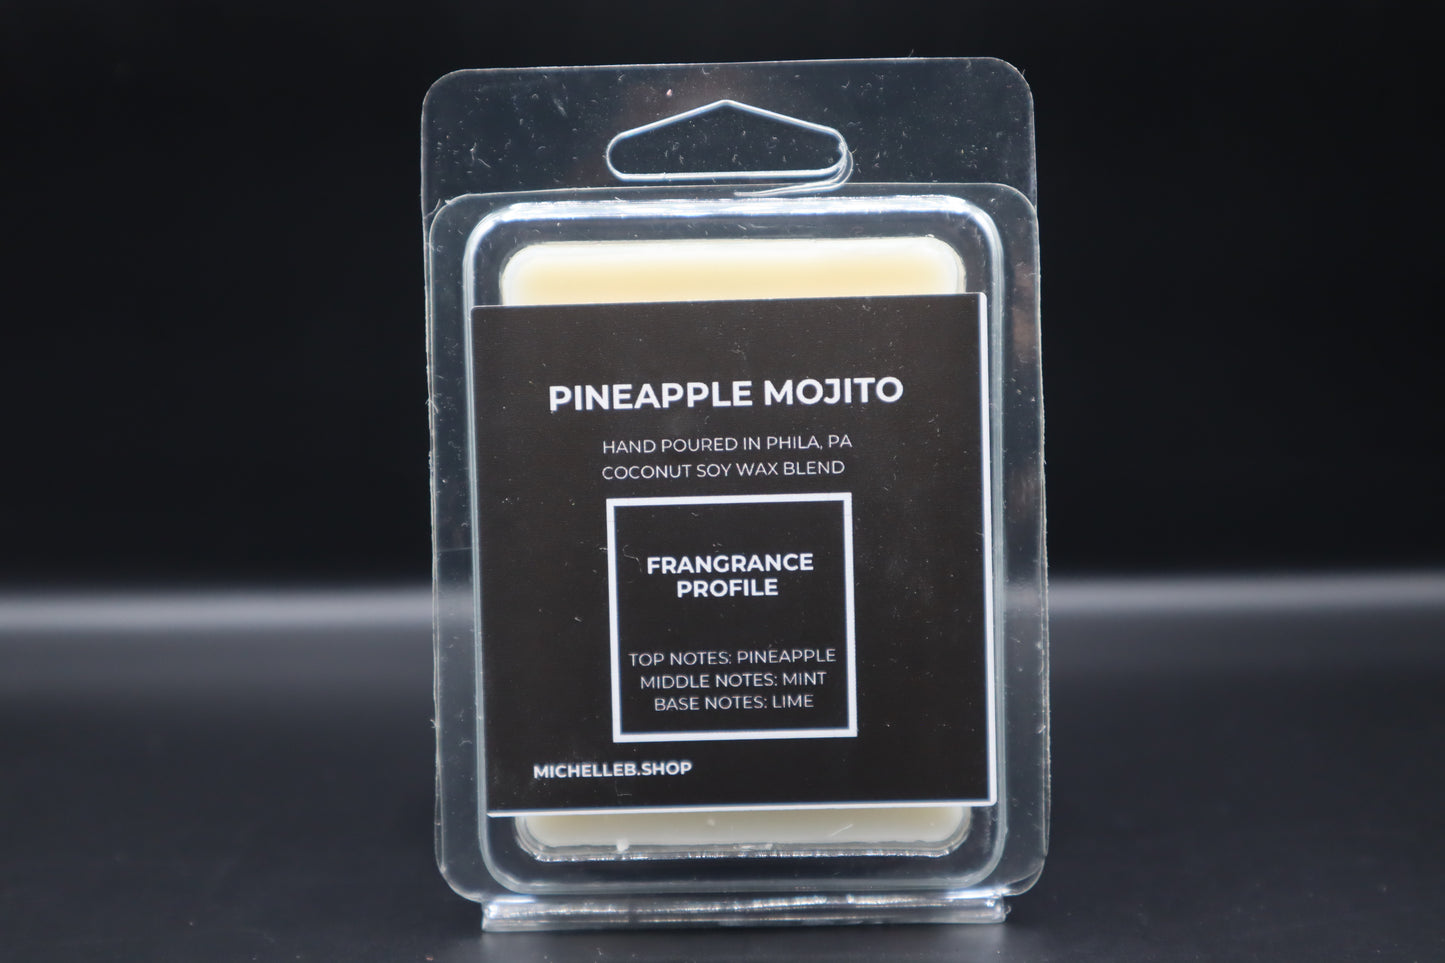 PINEAPPLE MOJITO
HAND POURED IN PHILA, PA
COCONUT SOY WAX BLEND
FRANGRANCE
PROFILE
TOP NOTES: PINEAPPLE
MIDDLE NOTES: MINT
BASE NOTES: LIME
MICHELLEB.SHOP